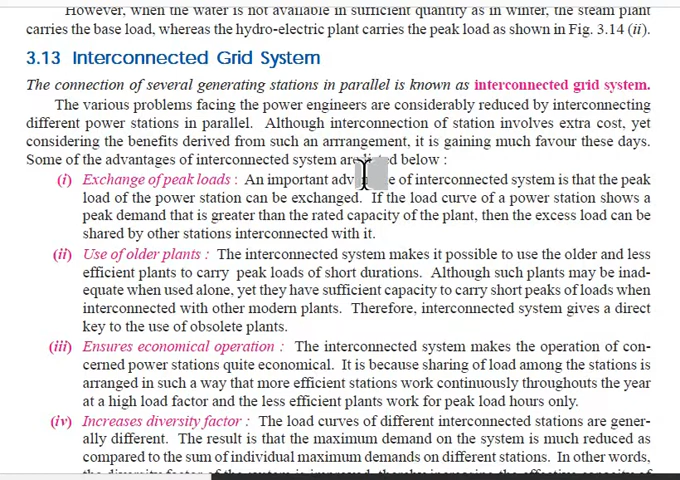 However, when the water is not available in sufficient quantity as in winter, the steam plant
carries the base load, whereas the hydro-electric plant carries the peak load as shown in Fig. 3.14 (ii).
3.13 Interconnected Grid System
The connection of several generating stations in parallel is known as interconnected grid system.
The various problems facing the power engineers are considerably reduced by interconnecting
different power stations in parallel. Although interconnection of station involves extra cost, yet
considering the benefits derived from such an arrrangement, it is gaining much favour these days.
Some of the advantages of interconnected system are below :
(i) Exchange of peak loads : An important of interconnected system is that the peak
load of the power station can be exchanged. If the load curve of a power station shows a
peak demand that is greater than the rated capacity of the plant, then the excess load can be
shared by other stations interconnected with it.
(ii) Use of older plants : The interconnected system makes it possible to use the older and less
efficient plants to carry peak loads of short durations. Although such plants may be inad-
equate when used alone, yet they have sufficient capacity to carry short peaks of loads when
interconnected with other modern plants. Therefore, interconnected system gives a direct
key to the use of obsolete plants.
(iii) Ensures economical operation : The interconnected system makes the operation of con-
cerned power stations quite economical. It is because sharing of load among the stations is
arranged in such a way that more efficient stations work continuously throughouts the year
at a high load factor and the less efficient plants work for peak load hours only.
(iv) Increases diversity factor : The load curves of different interconnected stations are gener-
ally different. The result is that the maximum demand on the system is much reduced as
compared to the sum of individual maximum demands on different stations. In other words,